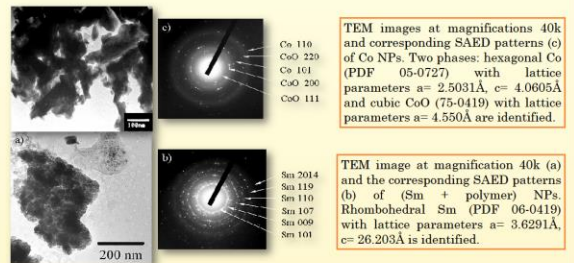 c)
Co 110
CoO 220
Co 101
CoO 200
CoO 111
100nm
TEM images at magnifications 40k
and corresponding SAED patterns (c)
of Co NPs. Two phases: hexagonal Co
(PDF 05-0727) with lattice
parameters a= 2.5031Å, c= 4.0605Å
and cubic CoO (75-0419) with lattice
parameters a= 4.550Å are identified.
a)
200 nm
b)
Sm 2014
Sm 119
Sm 110
Sm 107
Sm 009
Sm 101
TEM image at magnification 40k (a)
and the corresponding SAED patterns
(b) of (Sm + polymer) NPs.
Rhombohedral Sm (PDF 06-0419)
with lattice parameters a= 3.6291Å,
c= 26.203Å is identified.